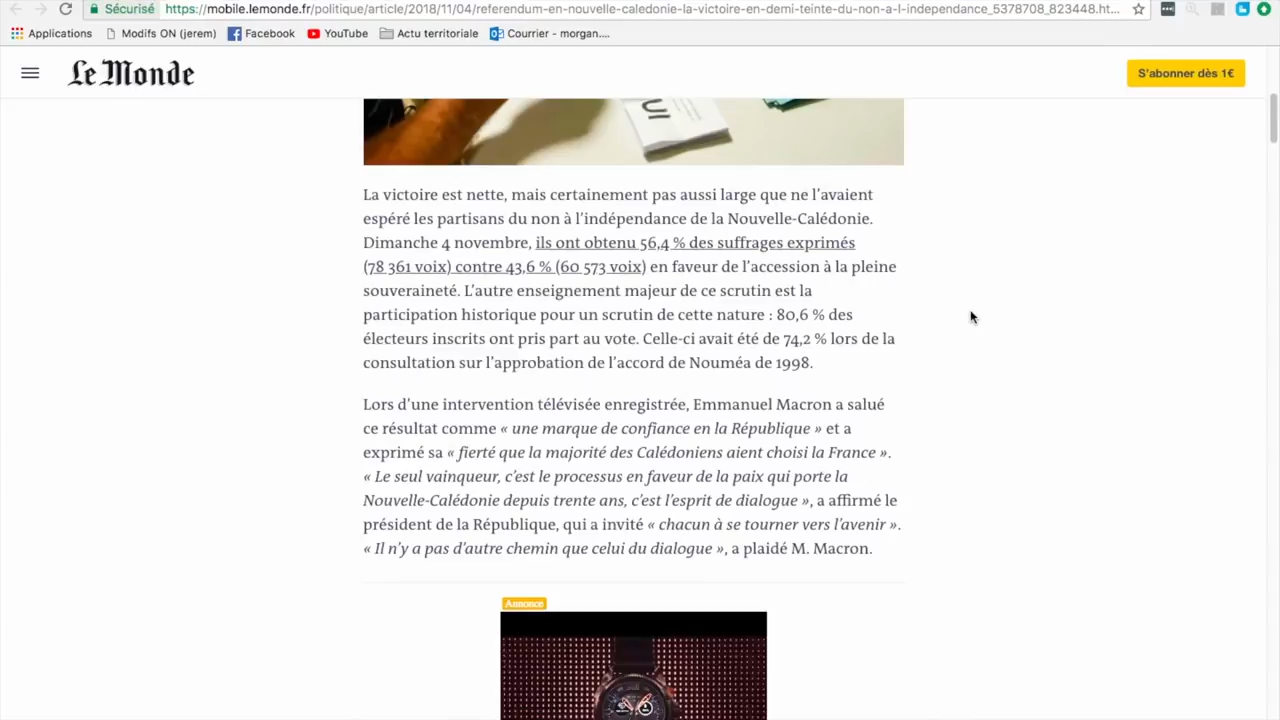 Sécurisé https://mobile.lemonde.fr/politique/article/2018/11/04/referendum-en-nouvelle-caledonie-la-victoire-en-demi-teinte-du-non-a-l-independance_5378708_823448.ht...
Applications Modifs ON (jerem) Facebook YouTube Actu territoriale Courrier - morgan....
Le Monde
S'abonner dès 1€
UI
La victoire est nette, mais certainement pas aussi large que ne l’avaient
espéré les partisans du non à l’indépendance de la Nouvelle-Calédonie.
Dimanche 4 novembre, ils ont obtenu 56,4 % des suffrages exprimés
(78 361 voix) contre 43,6 % (60 573 voix) en faveur de l’accession à la pleine
souveraineté. L’autre enseignement majeur de ce scrutin est la
participation historique pour un scrutin de cette nature : 80,6 % des
électeurs inscrits ont pris part au vote. Celle-ci avait été de 74,2 % lors de la
consultation sur l’approbation de l’accord de Nouméa de 1998.
Lors d’une intervention télévisée enregistrée, Emmanuel Macron a salué
ce résultat comme « une marque de confiance en la République » et a
exprimé sa « fierté que la majorité des Calédoniens aient choisi la France ».
« Le seul vainqueur, c’est le processus en faveur de la paix qui porte la
Nouvelle-Calédonie depuis trente ans, c’est l’esprit de dialogue », a affirmé le
président de la République, qui a invité « chacun à se tourner vers l’avenir ».
« Il n’y a pas d’autre chemin que celui du dialogue », a plaidé M. Macron.
Annonce